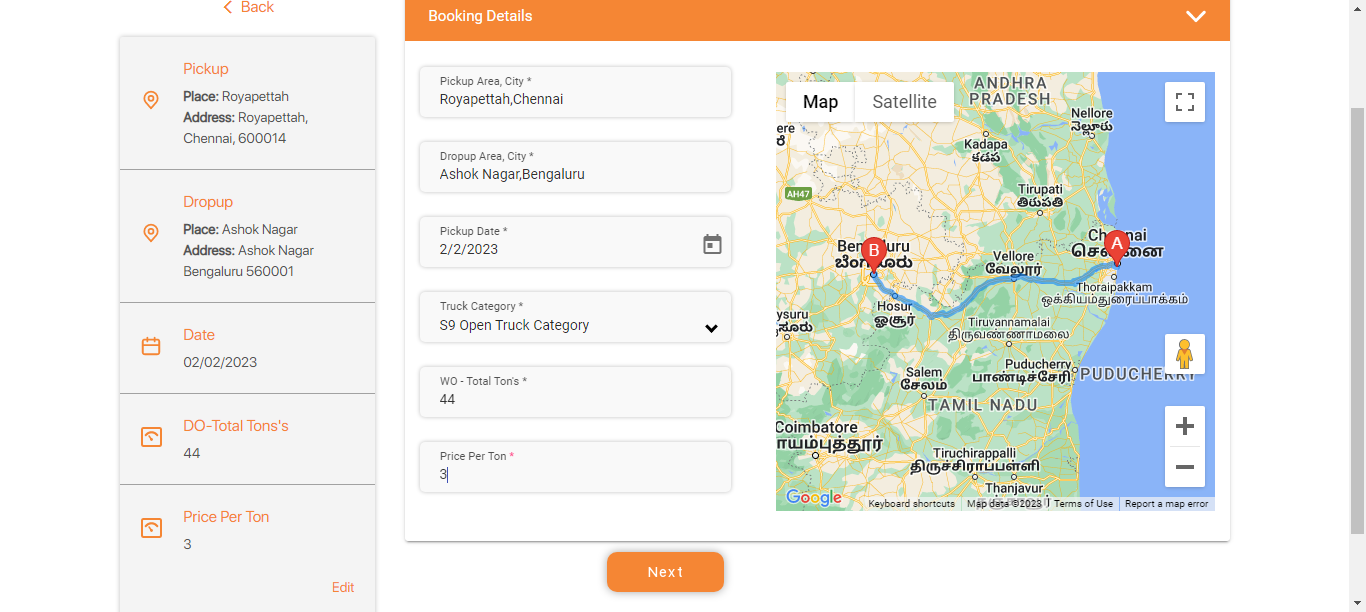 Back
Pickup
Place: Royapettah
Address: Royapettah,
Chennai, 600014
Dropup
Place: Ashok Nagar
Address: Ashok Nagar
Bengaluru 560001
Date
02/02/2023
DO-Total Tons's
44
Price Per Ton
3
Edit
Booking Details
Pickup Area, City *
Royapettah,Chennai
Dropup Area, City *
Ashok Nagar,Bengaluru
Pickup Date *
2/2/2023
Truck Category *
S9 Open Truck Category
WO - Total Ton's *
44
Price Per Ton *
3
Next
Map Satellite
ANDHRA
PRADESH
Nellore
నెల్లూరు
ere
Kadapa
కడప
AH47
Tirupati
తిరుపతి
Bengaluru
ಬೆಂಗಳೂರು
B
Chennai
சென்னை
A
Vellore
வேலூர்
Thoraipakkam
ஒக்கியம்துரைப்பாக்கம்
Hosur
ஓசூர்
ysuru
ಸೂರು
Tiruvannamalai
திருவண்ணாமலை
Puducherry
பாண்டிச்சேரி
PUDUCHERRY
Salem
சேலம்
TAMIL NADU
Coimbatore
ாயம்புத்தூர்
Tiruchirappalli
திருச்சிராப்பள்ளி
Thanjavur
Google
Keyboard shortcuts Map data ©2023 Terms of Use Report a map error